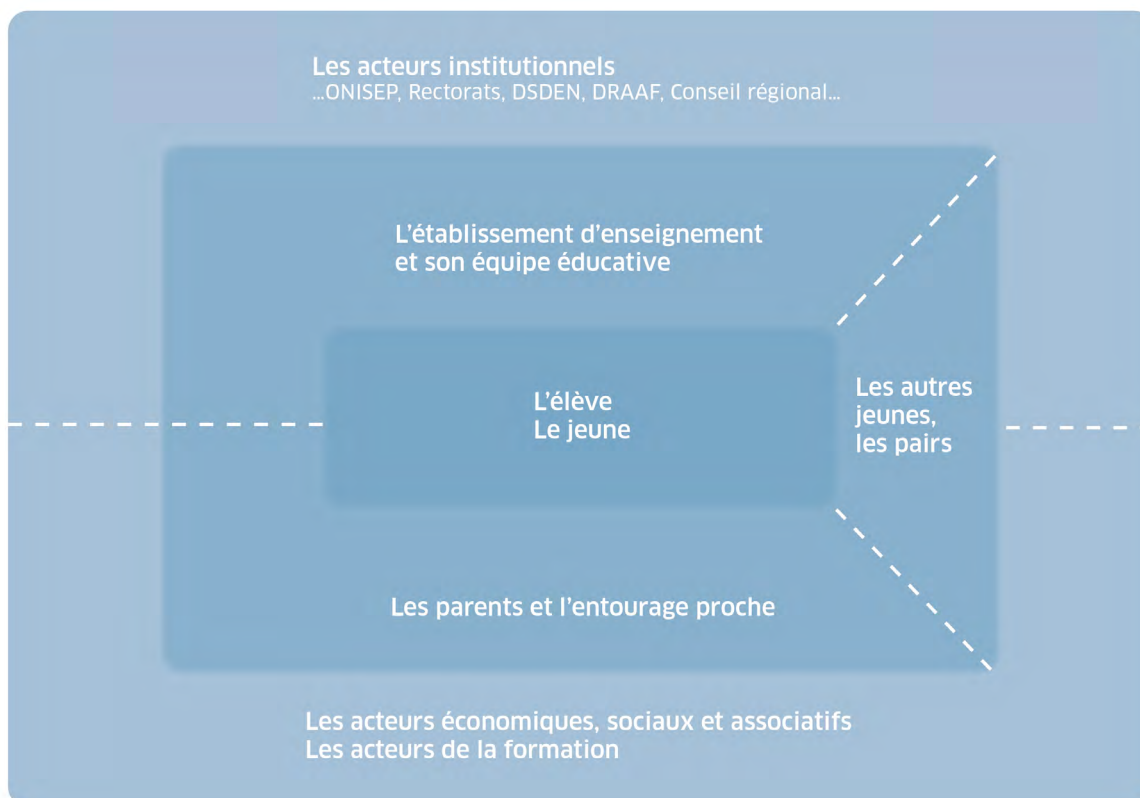 Les acteurs institutionnels
...ONISEP, Rectorats, DSDEN, DRAAF, Conseil régional...
L'établissement d'enseignement
et son équipe éducative
L'élève
Le jeune
Les autres
jeunes,
les pairs
Les parents et l'entourage proche
Les acteurs économiques, sociaux et associatifs
Les acteurs de la formation